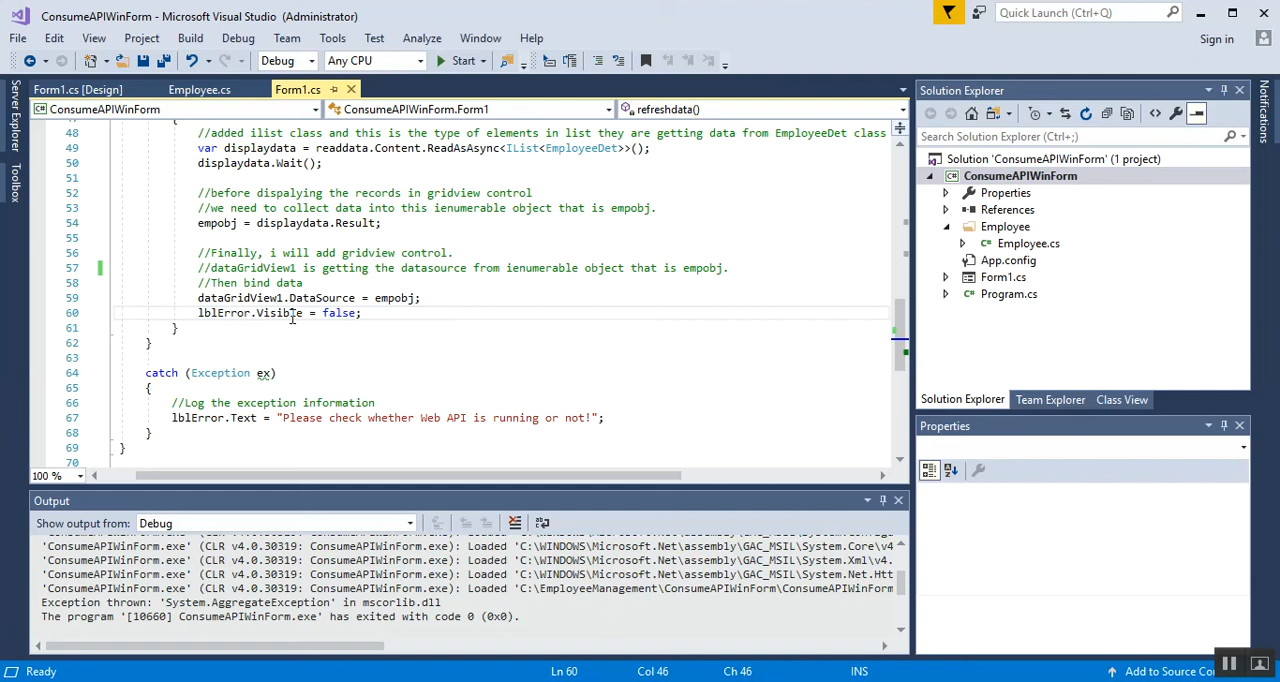 ConsumeAPIWinForm - Microsoft Visual Studio (Administrator)
Quick Launch (Ctrl+Q)
File Edit View Project Build Debug Team Tools Test Analyze Window Help
Sign in
Debug Any CPU Start
Server Explorer
Toolbox
Form1.cs [Design] Employee.cs Form1.cs
ConsumeAPIWinForm ConsumeAPIWinForm.Form1 refreshdata()
48 //added ilist class and this is the type of elements in list they are getting data from EmployeeDet class
49 var displaydata = readdata.Content.ReadAsAsync<IList<EmployeeDet>>();
50 displaydata.Wait();
51
52 //before dispalying the records in gridview control
53 //we need to collect data into this ienumerable object that is empobj.
54 empobj = displaydata.Result;
55
56 //Finally, i will add gridview control.
57 //dataGridView1 is getting the datasource from ienumerable object that is empobj.
58 //Then bind data
59 dataGridView1.DataSource = empobj;
60 lblError.Visible = false;
61 }
62 }
63
64 catch (Exception ex)
65 {
66 //Log the exception information
67 lblError.Text = "Please check whether Web API is running or not!";
68 }
69 }
70
100 %
Output
Show output from: Debug
'ConsumeAPIWinForm.exe' (CLR v4.0.30319: ConsumeAPIWinForm.exe): Loaded 'C:\WINDOWS\Microsoft.Net\assembly\GAC_MSIL\System.Core\v4
'ConsumeAPIWinForm.exe' (CLR v4.0.30319: ConsumeAPIWinForm.exe): Loaded 'C:\WINDOWS\Microsoft.Net\assembly\GAC_MSIL\System.Xml\v4.
'ConsumeAPIWinForm.exe' (CLR v4.0.30319: ConsumeAPIWinForm.exe): Loaded 'C:\WINDOWS\Microsoft.Net\assembly\GAC_MSIL\System.Net.Htt
'ConsumeAPIWinForm.exe' (CLR v4.0.30319: ConsumeAPIWinForm.exe): Loaded 'C:\EmployeeManagement\ConsumeAPIWinForm\ConsumeAPIWinForm
Exception thrown: 'System.AggregateException' in mscorlib.dll
The program '[10660] ConsumeAPIWinForm.exe' has exited with code 0 (0x0).
Solution Explorer
Search Solution Explorer (Ctrl+;)
Solution 'ConsumeAPIWinForm' (1 project)
ConsumeAPIWinForm
Properties
References
Employee
Employee.cs
App.config
Form1.cs
Program.cs
Solution Explorer Team Explorer Class View
Properties
Notifications
Ready Ln 60 Col 46 Ch 46 INS Add to Source Co